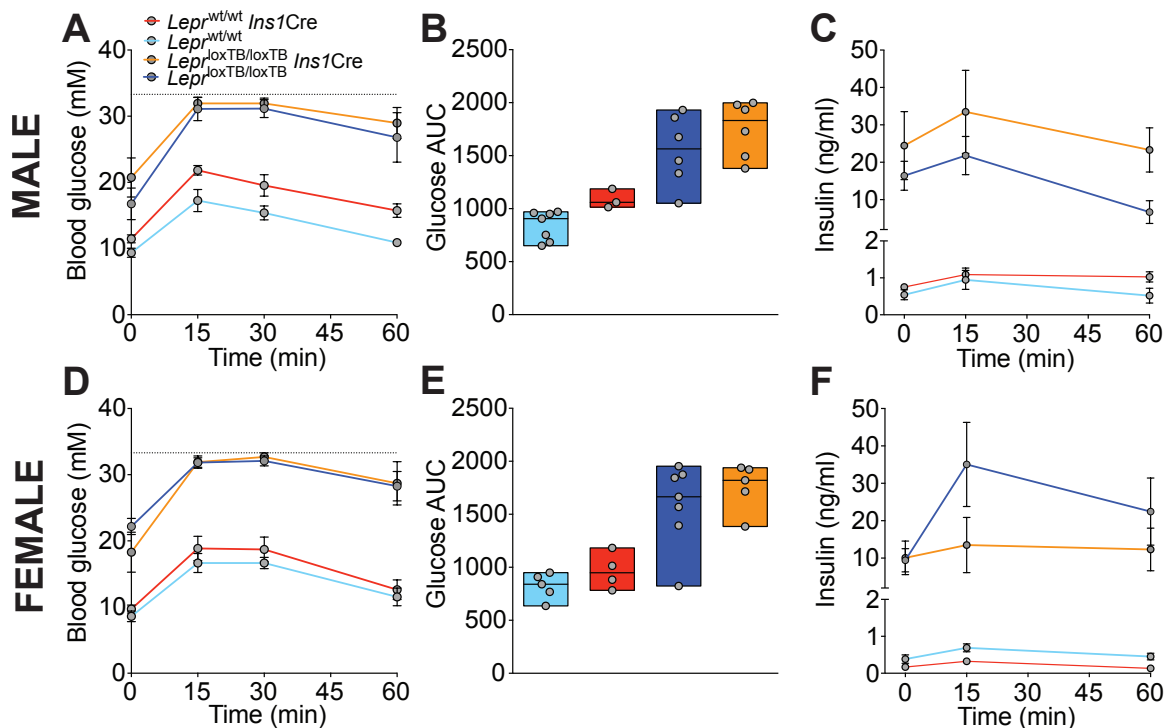 MALE
A
Lepr^wt/wt Ins1Cre
Lepr^wt/wt
Lepr^loxTB/loxTB Ins1Cre
Lepr^loxTB/loxTB
Blood glucose (mM)
40
30
20
10
0
0 15 30 60
Time (min)
B
Glucose AUC
2500
2000
1500
1000
500
0
C
Insulin (ng/ml)
50
40
30
20
10
2
1
0
0 15 30 45 60
Time (min)
FEMALE
D
Blood glucose (mM)
40
30
20
10
0
0 15 30 45 60
Time (min)
E
Glucose AUC
2500
2000
1500
1000
500
0
F
Insulin (ng/ml)
50
40
30
20
10
2
1
0
0 15 30 45 60
Time (min)